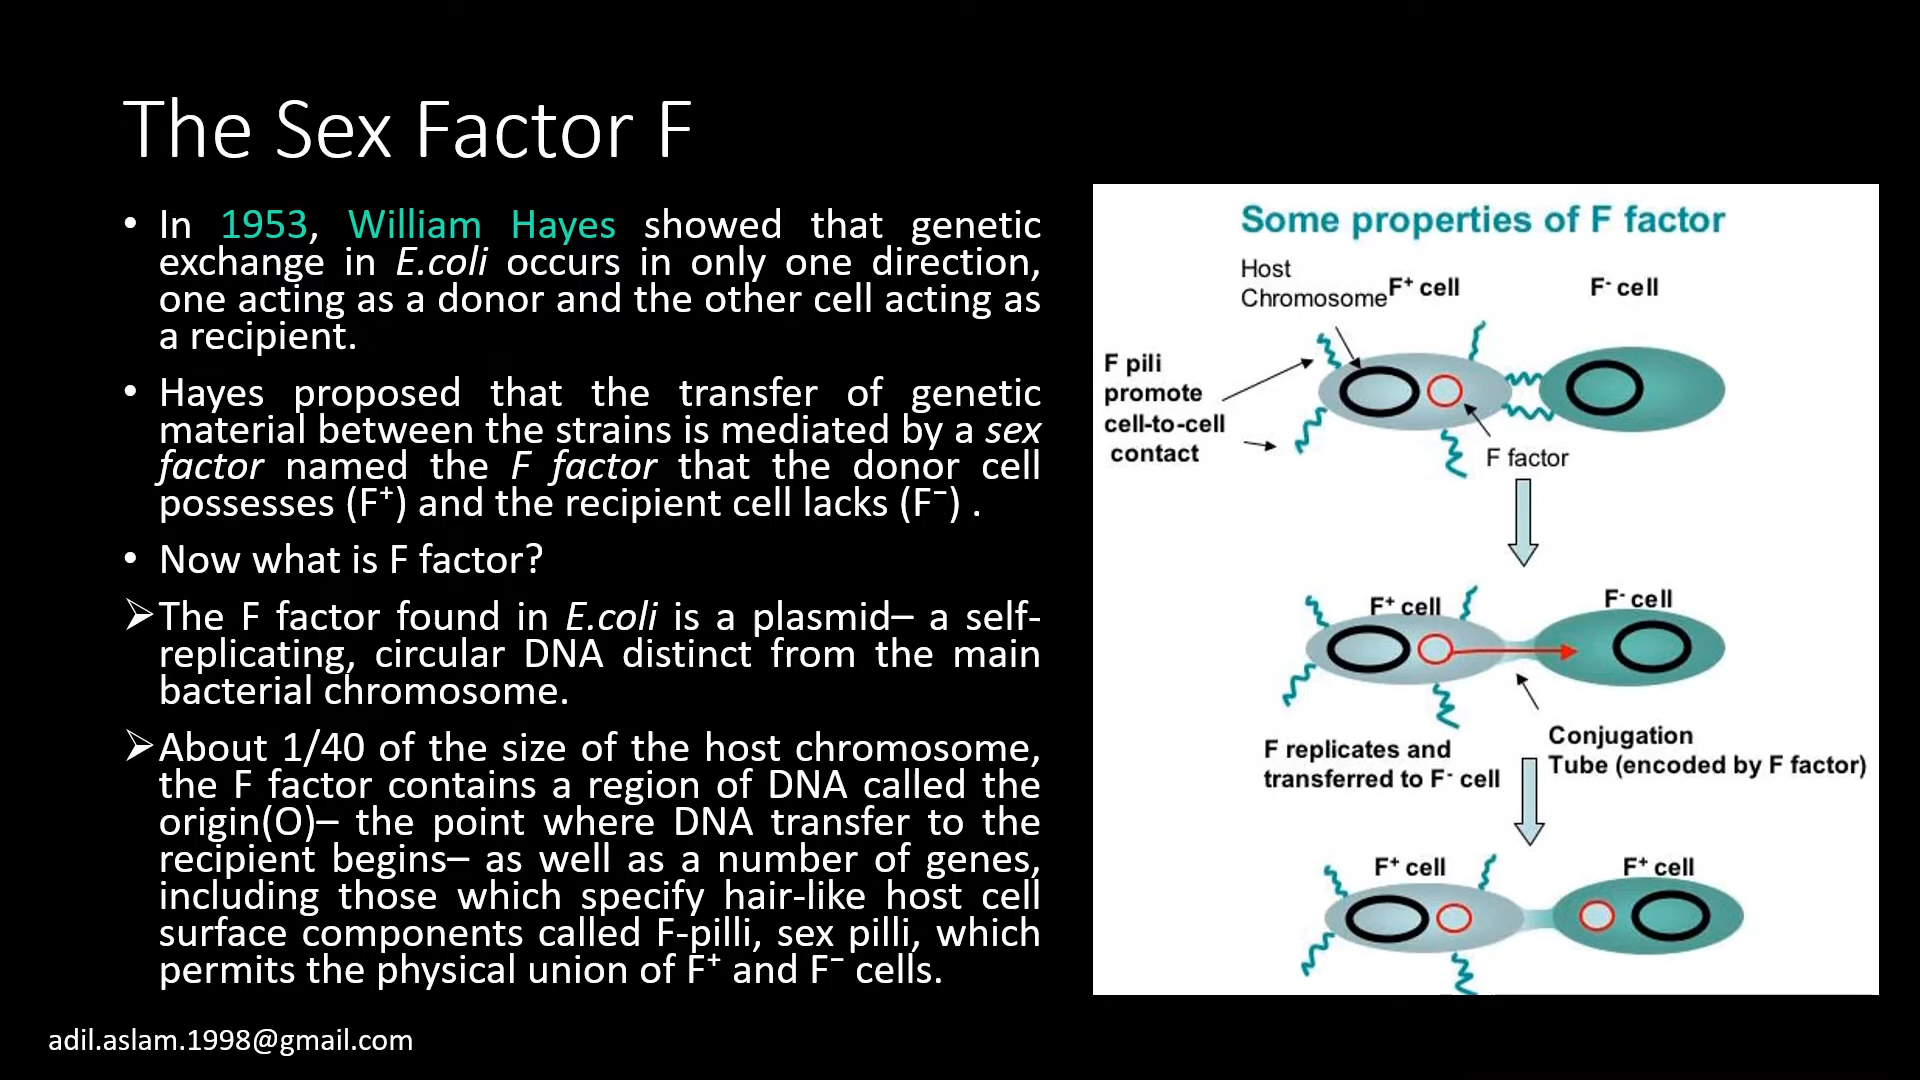 The Sex Factor F
• In 1953, William Hayes showed that genetic
exchange in E.coli occurs in only one direction,
one acting as a donor and the other cell acting as
a recipient.
• Hayes proposed that the transfer of genetic
material between the strains is mediated by a sex
factor named the F factor that the donor cell
possesses (F⁺) and the recipient cell lacks (F⁻) .
• Now what is F factor?
➢The F factor found in E.coli is a plasmid– a self-
replicating, circular DNA distinct from the main
bacterial chromosome.
➢About 1/40 of the size of the host chromosome,
the F factor contains a region of DNA called the
origin(O)– the point where DNA transfer to the
recipient begins– as well as a number of genes,
including those which specify hair-like host cell
surface components called F-pilli, sex pilli, which
permits the physical union of F⁺ and F⁻ cells.
adil.aslam.1998@gmail.com
Some properties of F factor
Host
Chromosome
F⁺ cell
F⁻ cell
F pili
promote
cell-to-cell
contact
F factor
F⁺ cell
F⁻ cell
F replicates and
transferred to F⁻ cell
Conjugation
Tube (encoded by F factor)
F⁺ cell
F⁺ cell